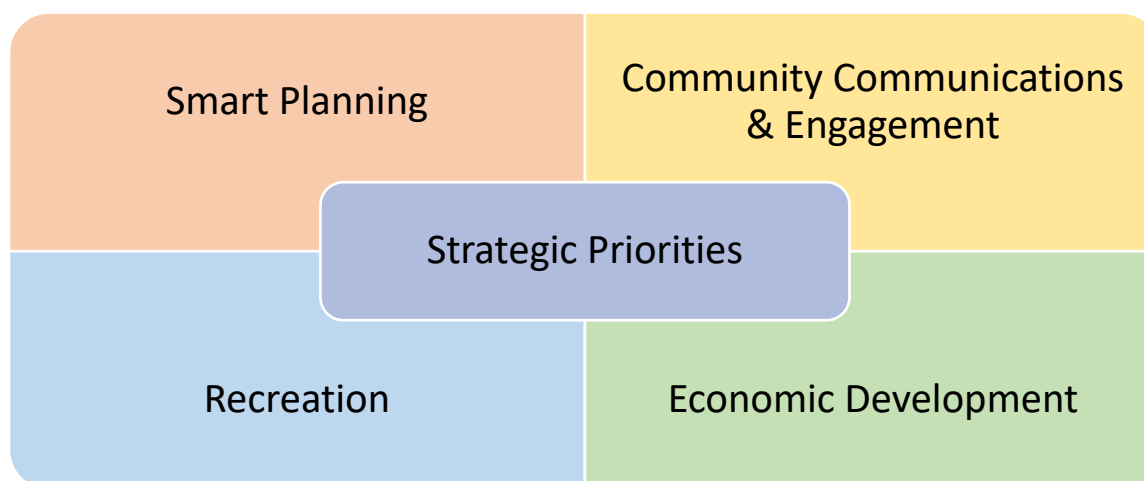 Smart Planning
Community Communications
& Engagement
Strategic Priorities
Recreation
Economic Development